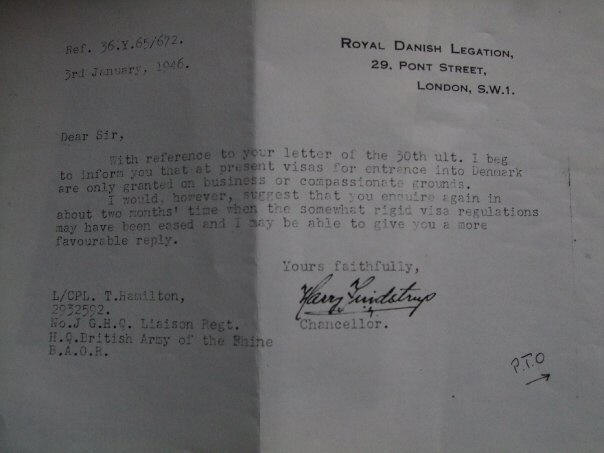 Ref. 36.Y.65/672.
3rd January, 1946.
ROYAL DANISH LEGATION,
29, PONT STREET,
LONDON, S.W.1.
Dear Sir,
With reference to your letter of the 30th ult. I beg
to inform you that at present visas for entrance into Denmark
are only granted on business or compassionate grounds.
I would, however, suggest that you enquire again in
about two months' time when the somewhat rigid visa regulations
may have been eased and I may be able to give you a more
favourable reply.
Yours faithfully,
Harry
Chancellor.
L/CPL. T.Hamilton,
2932592.
No.J G.H.Q. Liaison Regt.
H.Q.British Army of the Rhine
B.A.O.R.
P.T.O